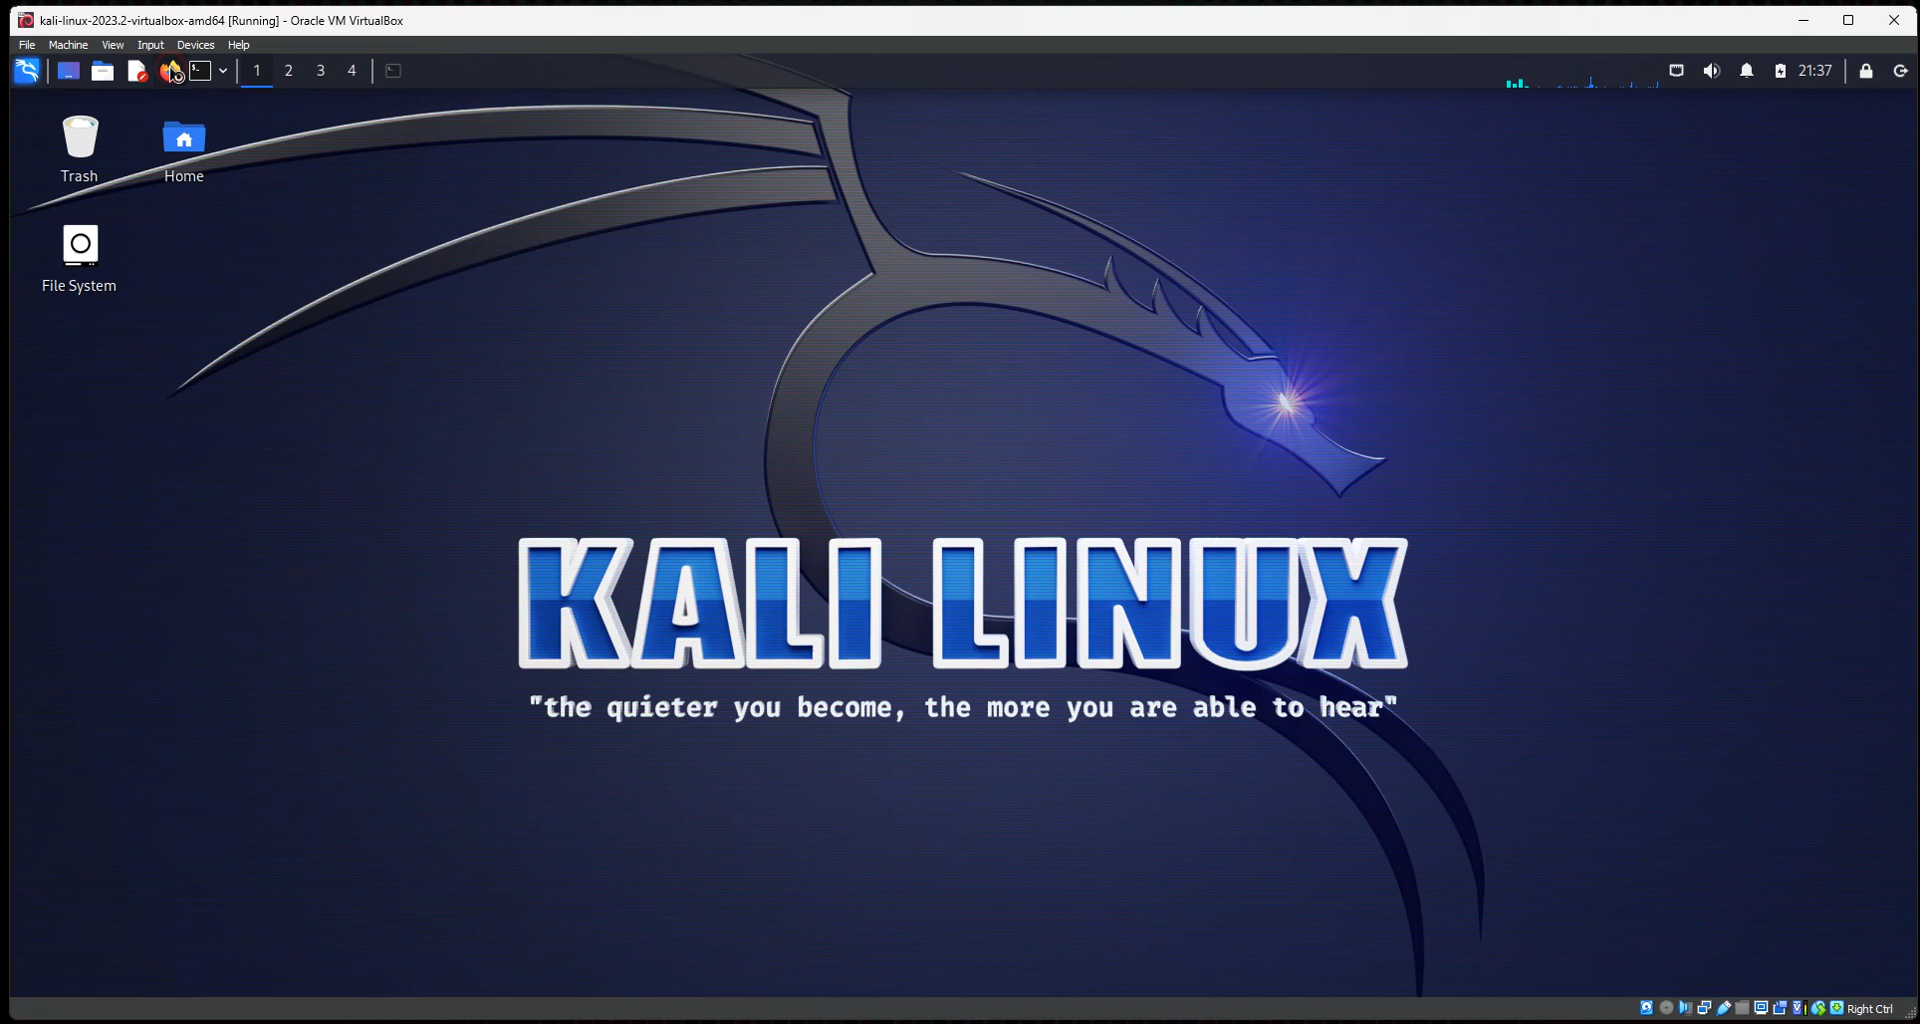 kali-linux-2023.2-virtualbox-amd64 [Running] - Oracle VM VirtualBox
File Machine View Input Devices Help
1 2 3 4 21:37
Trash Home
File System
KALI LINUX
"the quieter you become, the more you are able to hear"
Right Ctrl